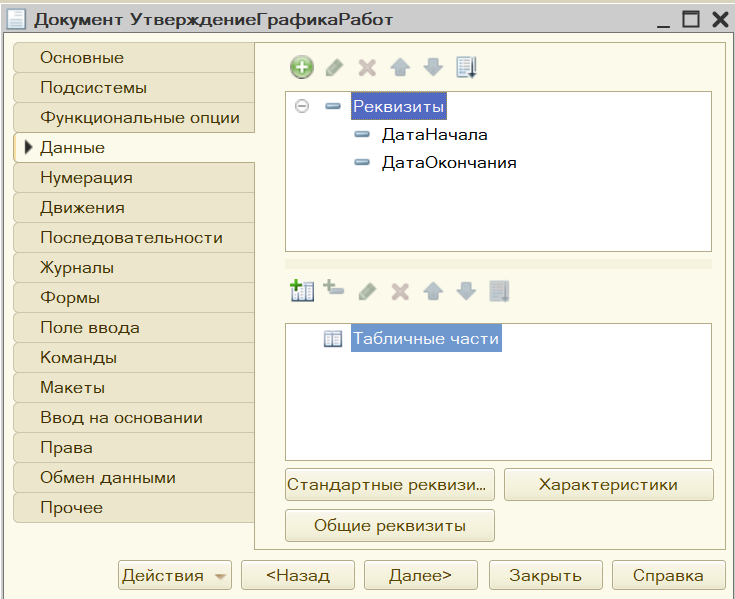 Документ УтверждениеГрафикаРабот
Основные
Подсистемы
Функциональные опции
Данные
Нумерация
Движения
Последовательности
Журналы
Формы
Поле ввода
Команды
Макеты
Ввод на основании
Права
Обмен данными
Прочее
Реквизиты
ДатаНачала
ДатаОкончания
Табличные части
Стандартные реквизи... Характеристики
Общие реквизиты
Действия <Назад Далее> Закрыть Справка